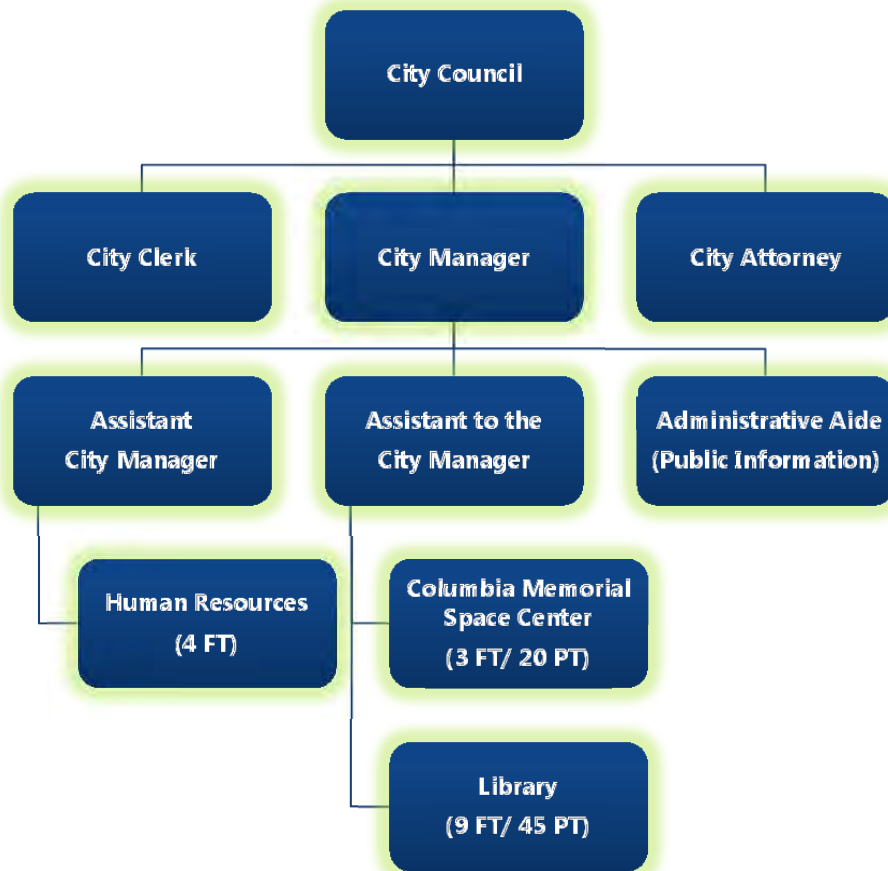 City Council
City Clerk
City Manager
City Attorney
Assistant
City Manager
Assistant to the
City Manager
Administrative Aide
(Public Information)
Human Resources
(4 FT)
Columbia Memorial
Space Center
(3 FT/ 20 PT)
Library
(9 FT/ 45 PT)